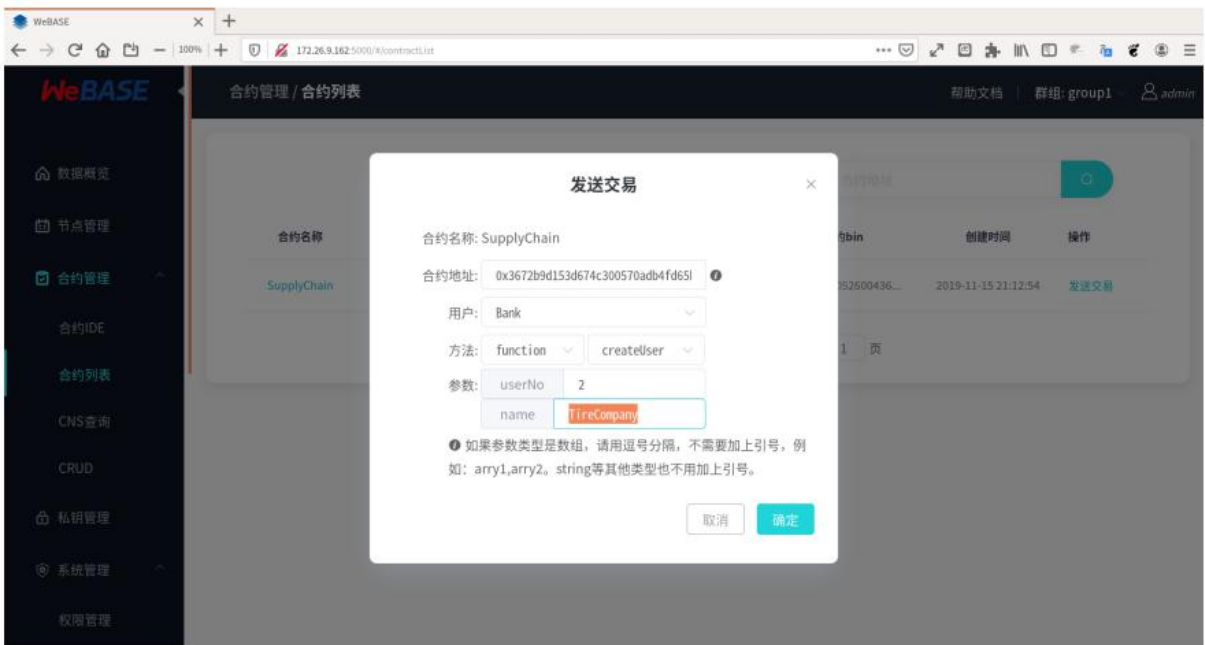 WeBASE
100%
172.26.9.162:5000/#/contractList
WeBASE
合约管理 / 合约列表
帮助文档
群组: group1
admin
数据概览
节点管理
合约管理
合约IDE
合约列表
CNS查询
CRUD
私钥管理
系统管理
权限管理
合约名称
bin
创建时间
操作
SupplyChain
052600436...
2019-11-15 21:12:54
发送交易
1 页
发送交易
合约名称: SupplyChain
合约地址: 0x3672b9d153d674c300570adb4fd65
用户: Bank
方法: function createUser
参数: userNo 2
name TireCompany
如果参数类型是数组，请用逗号分隔，不需要加上引号，例
如：arry1,arry2。string等其他类型也不用加上引号。
取消 确定